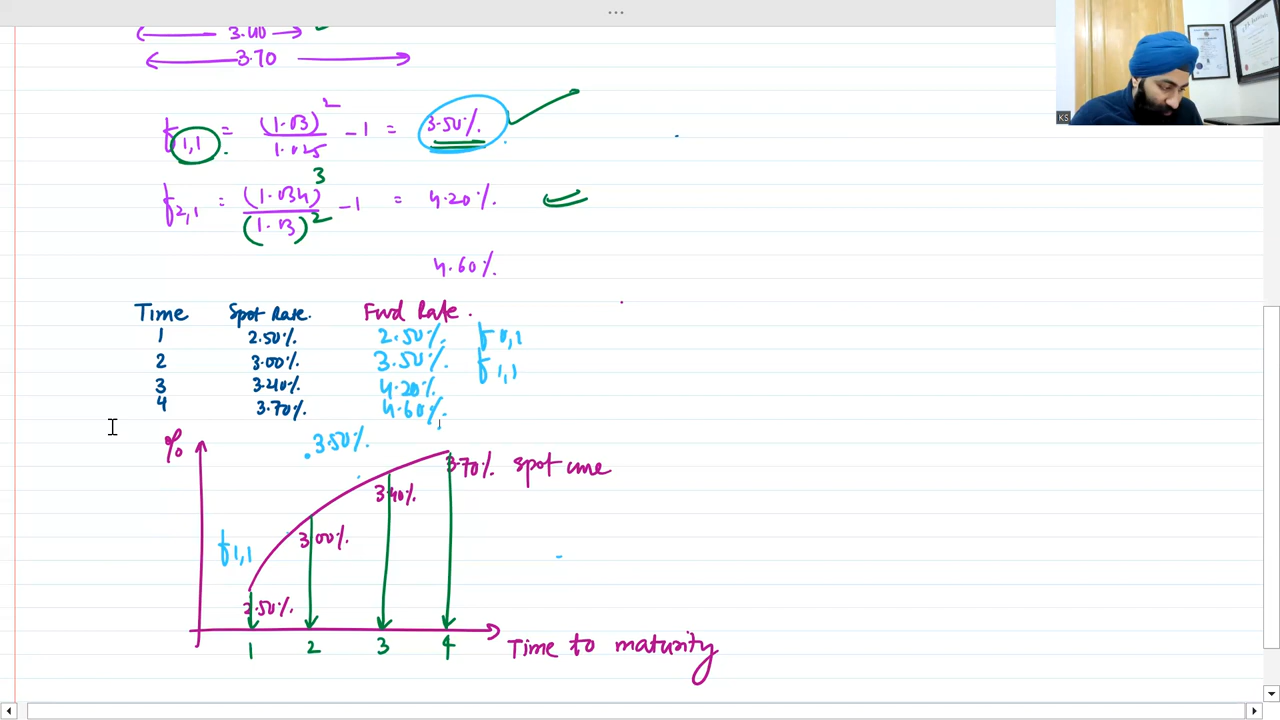 3.40
3.70
f1,1 = (1.03)^2 / 1.025 - 1 = 3.50%.
f2,1 = (1.034)^3 / (1.03)^2 - 1 = 4.20%.
4.60%.
Time Spot Rate. Fwd Rate.
1 2.50%. 2.50%. f0,1
2 3.00%. 3.50%. f1,1
3 3.40%. 4.20%.
4 3.70%. 4.60%.
% 3.50%.
3.70%. Spot curve
3.40%.
f1,1 3.00%.
2.50%.
1 2 3 4 Time to maturity
KS